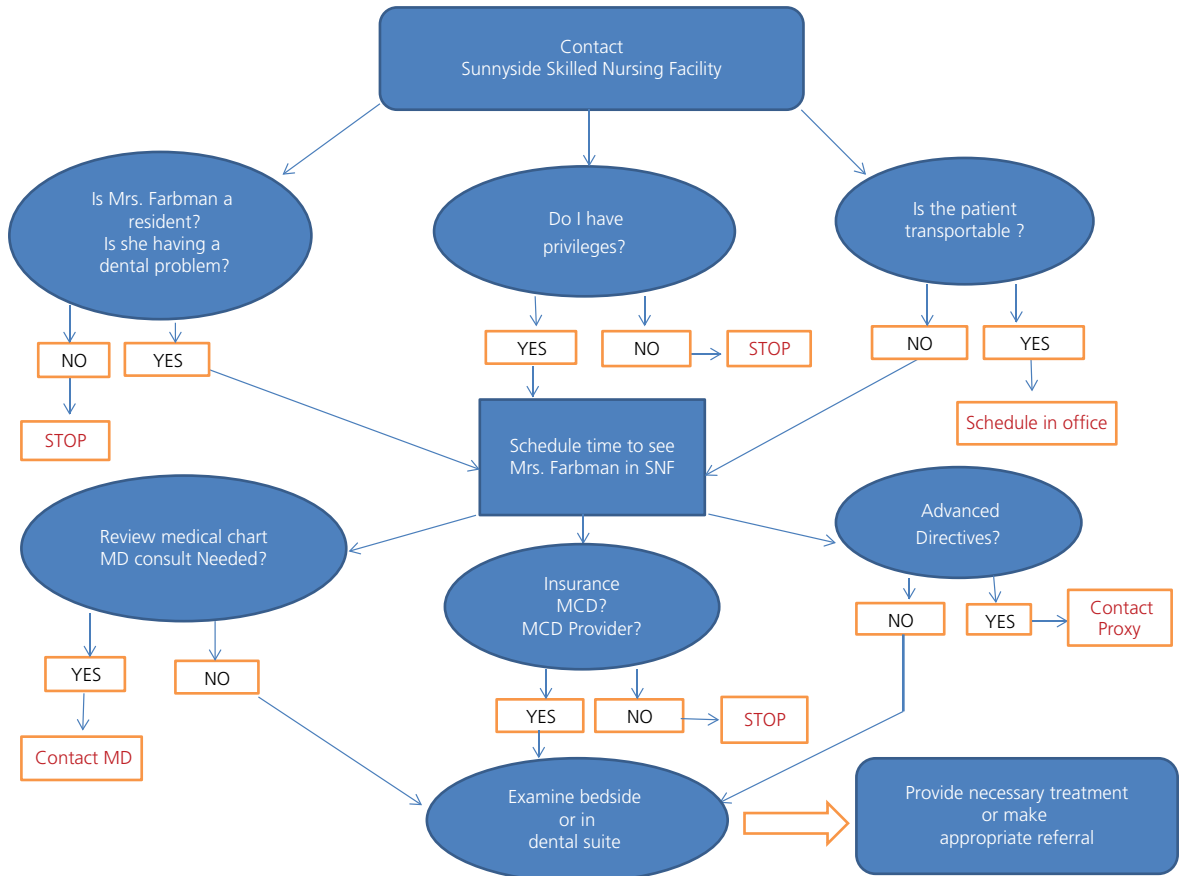 Contact
Sunnyside Skilled Nursing Facility
Is Mrs. Farbman a
resident?
Is she having a
dental problem?
Do I have
privileges?
Is the patient
transportable ?
NO
YES
YES
NO
STOP
NO
YES
STOP
Schedule in office
Schedule time to see
Mrs. Farbman in SNF
Review medical chart
MD consult Needed?
Insurance
MCD?
MCD Provider?
Advanced
Directives?
YES
NO
YES
NO
STOP
NO
YES
Contact
Proxy
Contact MD
Examine bedside
or in
dental suite
Provide necessary treatment
or make
appropriate referral